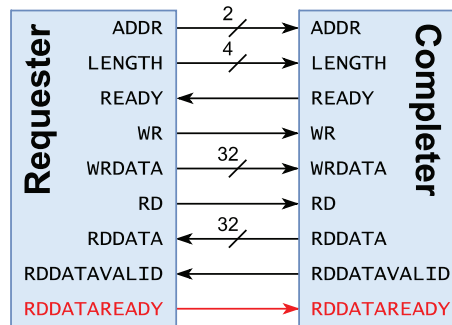 Requester
Completer
ADDR 2 ADDR
LENGTH 4 LENGTH
READY READY
WR WR
WRDATA 32 WRDATA
RD RD
RDDATA 32 RDDATA
RDDATAVALID RDDATAVALID
RDDATAREADY RDDATAREADY